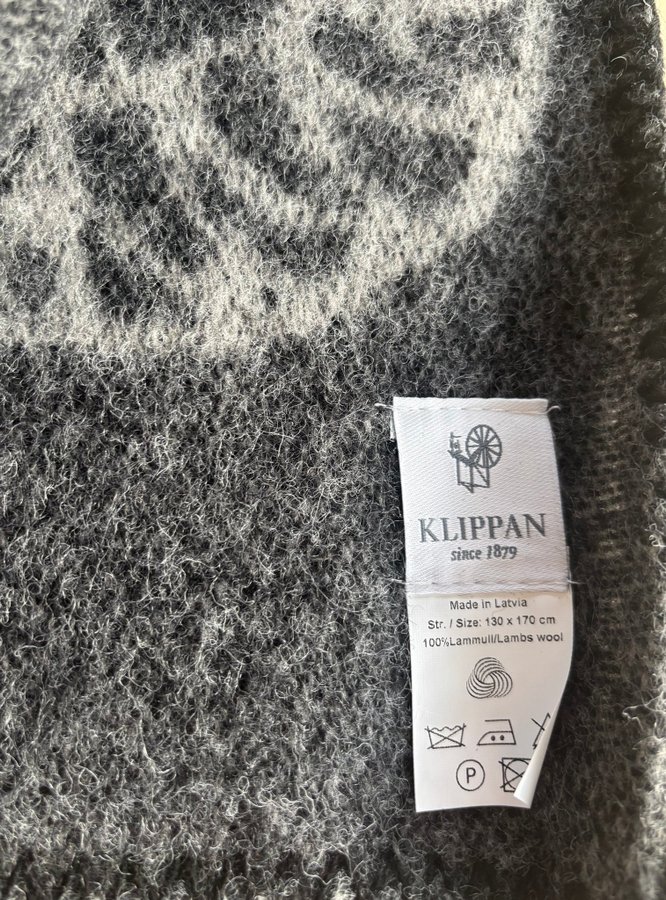 KLIPPAN
since 1879
Made in Latvia
Str. / Size: 130 x 170 cm
100%Lammull/Lambs wool
P